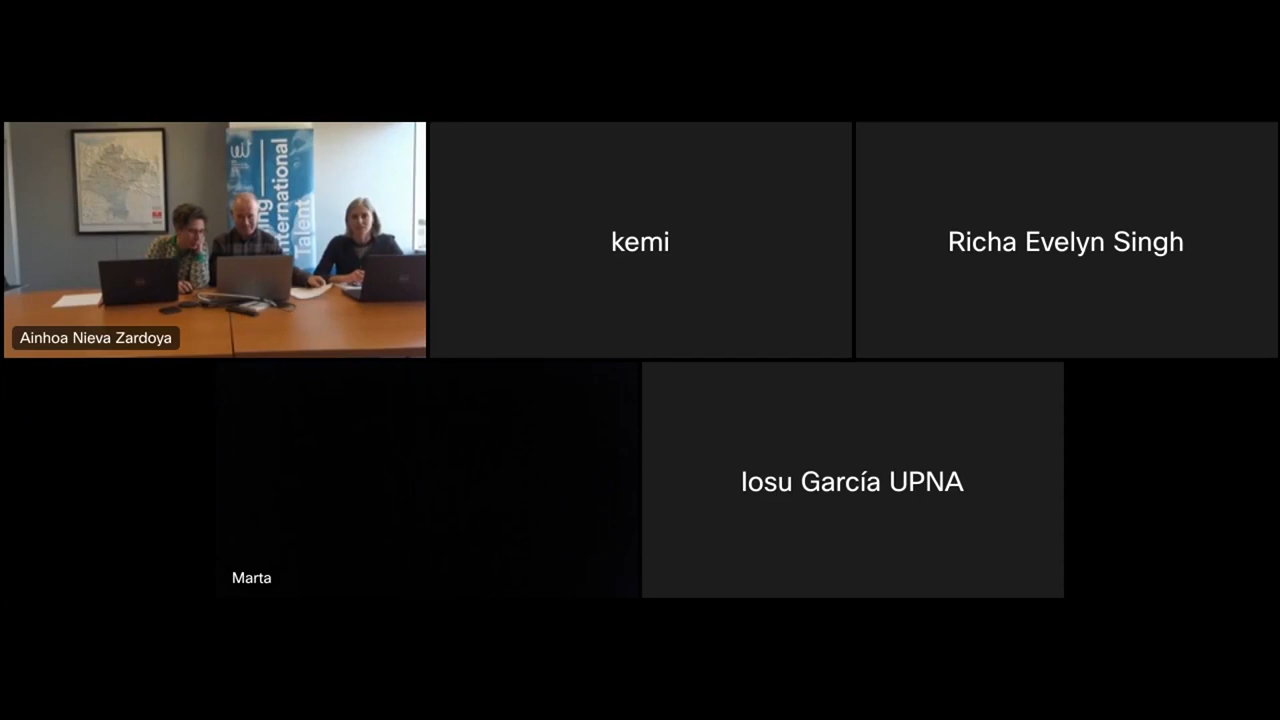 International
Talent
Ainhoa Nieva Zardoya
kemi
Richa Evelyn Singh
Marta
Iosu García UPNA